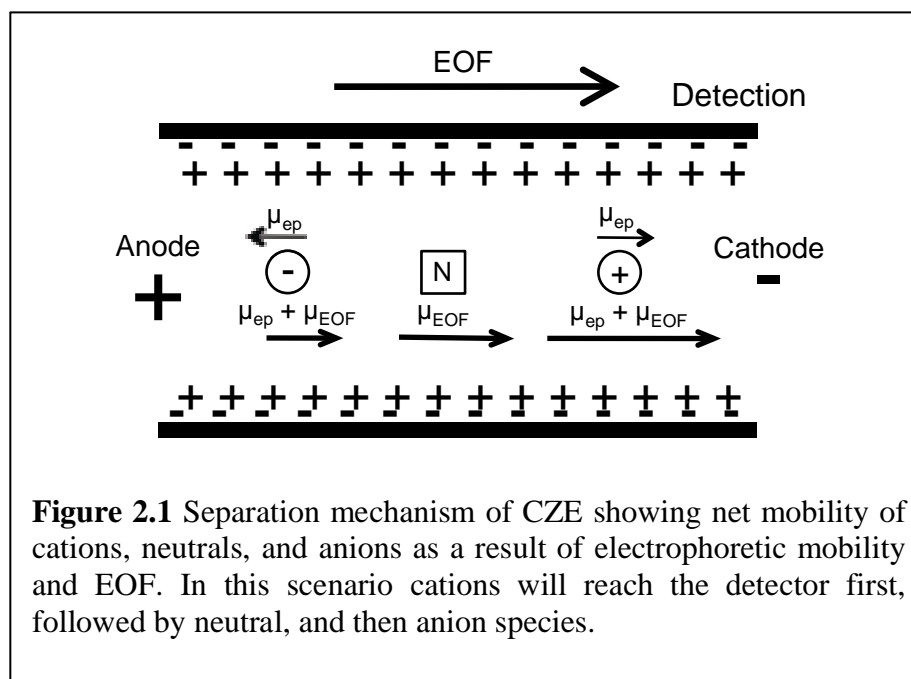 EOF
Detection
- - - - - - - - - - - -
+ + + + + + + + + + + + +
μep μep
Anode - N + Cathode
+ -
μep + μEOF μEOF μep + μEOF
+ + + + + + + + + + + + +
- - - - - - - - - - - - -
Figure 2.1 Separation mechanism of CZE showing net mobility of
cations, neutrals, and anions as a result of electrophoretic mobility
and EOF. In this scenario cations will reach the detector first,
followed by neutral, and then anion species.